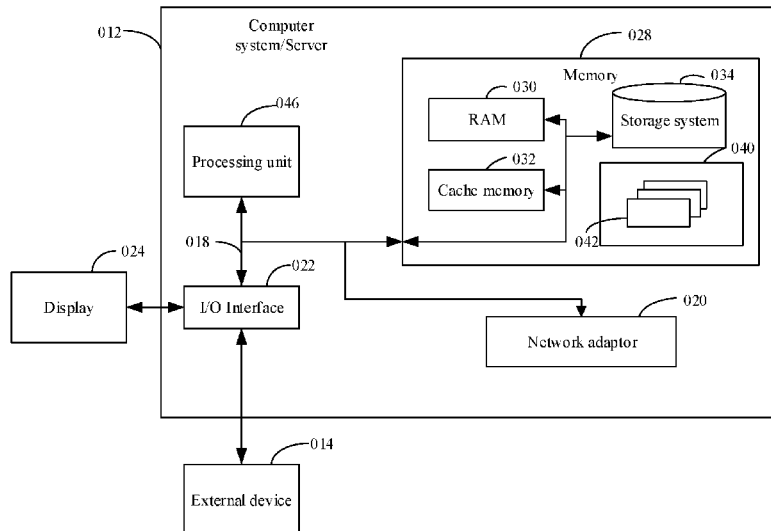 012
Computer
system/Server
028
Memory
046
030
034
RAM
Storage system
Processing unit
032
040
Cache memory
018
042
024
022
Display
I/O Interface
020
Network adaptor
014
External device